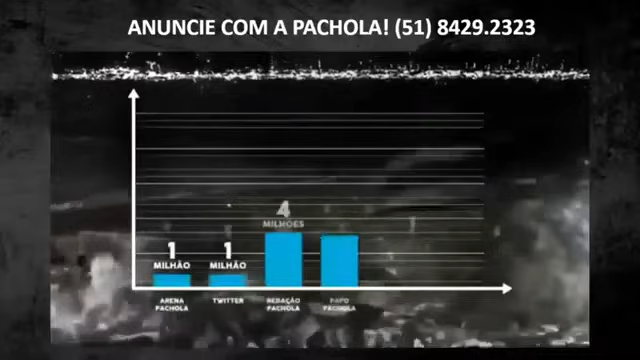 ANUNCIE COM A PACHOLA! (51) 8429.2323
4
MILHÕES
1
MILHÃO
1
MILHÃO
ARENA
PACHOLA
TWITTER
REDAÇÃO
PACHOLA
PAPO
PACHOLA